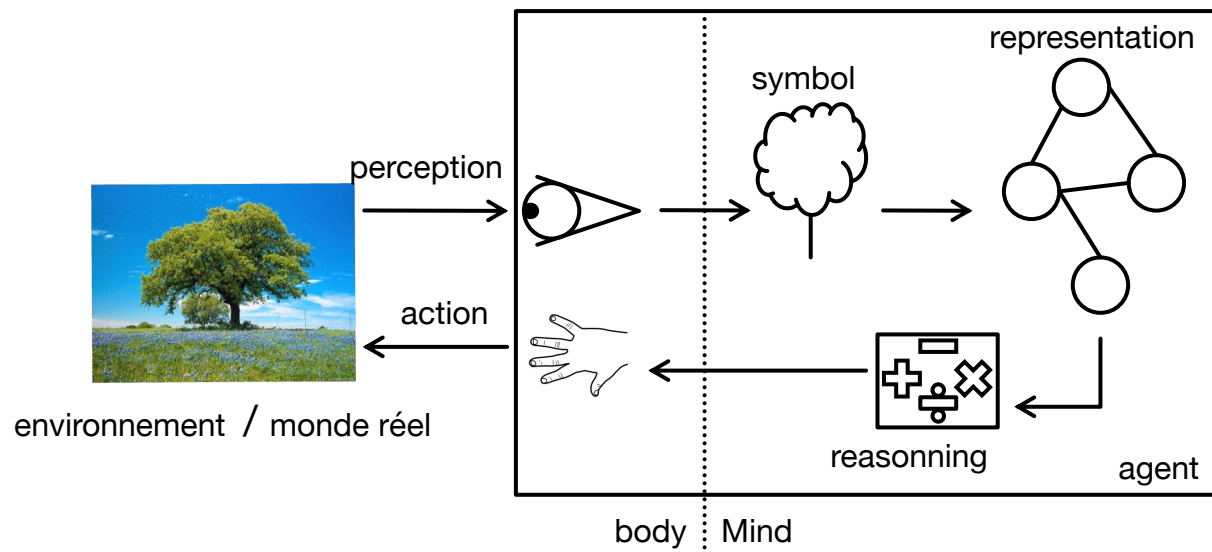 representation
symbol
perception
action
environnement / monde réel
reasonning
agent
body
Mind